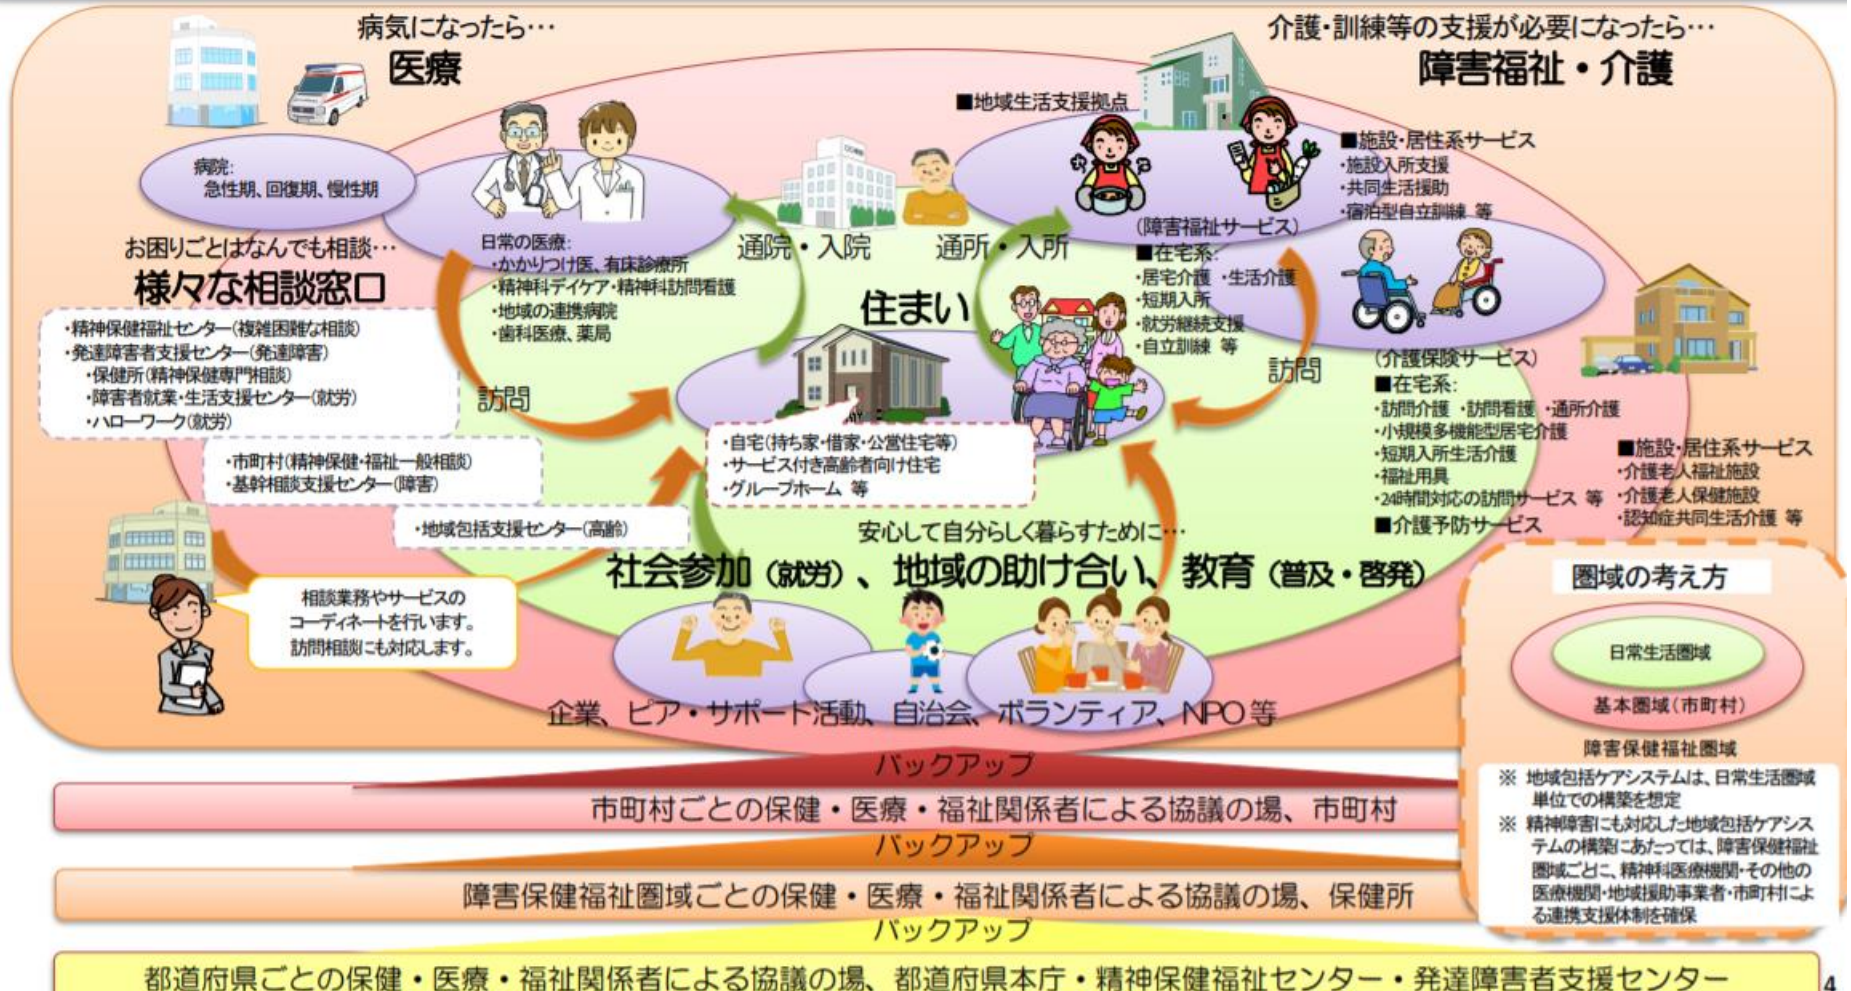 病気になったら…
医療
介護・訓練等の支援が必要になったら…
障害福祉・介護
病院:
急性期、回復期、慢性期
日常の医療:
・かかりつけ医、有床診療所
・精神科デイケア・精神科訪問看護
・地域の連携病院
・歯科医療、薬局
通院・入院
通所・入所
■地域生活支援拠点
■施設・居住系サービス
・施設入所支援
・共同生活援助
・宿泊型自立訓練 等
(障害福祉サービス)
■在宅系:
・居宅介護 ・生活介護
・短期入所
・就労継続支援
・自立訓練 等
訪問
(介護保険サービス)
■在宅系:
・訪問介護 ・訪問看護 ・通所介護
・小規模多機能型居宅介護
・短期入所生活介護
・福祉用具
・24時間対応の訪問サービス 等
■介護予防サービス
■施設・居住系サービス
・介護老人福祉施設
・介護老人保健施設
・認知症共同生活介護 等
お困りごとはなんでも相談…
様々な相談窓口
・精神保健福祉センター(複雑困難な相談)
・発達障害者支援センター(発達障害)
・保健所(精神保健専門相談)
・障害者就業・生活支援センター(就労)
・ハローワーク(就労)
・市町村(精神保健・福祉一般相談)
・基幹相談支援センター(障害)
・地域包括支援センター(高齢)
訪問
相談業務やサービスの
コーディネートを行います。
訪問相談にも対応します。
住まい
・自宅(持ち家・借家・公営住宅等)
・サービス付き高齢者向け住宅
・グループホーム 等
安心して自分らしく暮らすために…
社会参加(就労)、地域の助け合い、教育(普及・啓発)
企業、ピア・サポート活動、自治会、ボランティア、NPO等
圏域の考え方
日常生活圏域
基本圏域(市町村)
障害保健福祉圏域
※ 地域包括ケアシステムは、日常生活圏域
単位での構築を想定
※ 精神障害にも対応した地域包括ケアシス
テムの構築にあたっては、障害保健福祉
圏域ごとに、精神科医療機関・その他の
医療機関・地域援助事業者・市町村によ
る連携支援体制を確保
バックアップ
市町村ごとの保健・医療・福祉関係者による協議の場、市町村
バックアップ
障害保健福祉圏域ごとの保健・医療・福祉関係者による協議の場、保健所
バックアップ
都道府県ごとの保健・医療・福祉関係者による協議の場、都道府県本庁・精神保健福祉センター・発達障害者支援センター
4